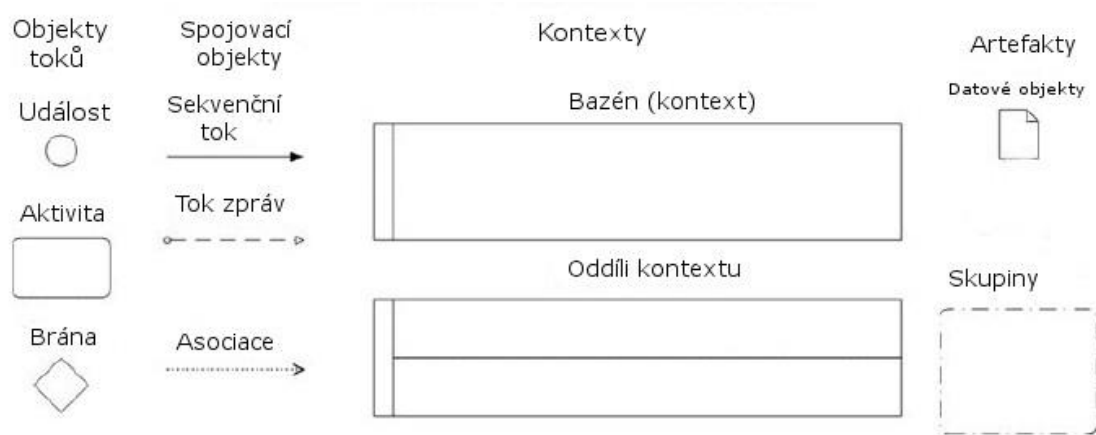 Objekty
toků
Událost
Aktivita
Brána
Spojovací
objekty
Sekvenční
tok
Tok zpráv
Asociace
Kontexty
Bazén (kontext)
Oddíli kontextu
Artefakty
Datové objekty
Skupiny